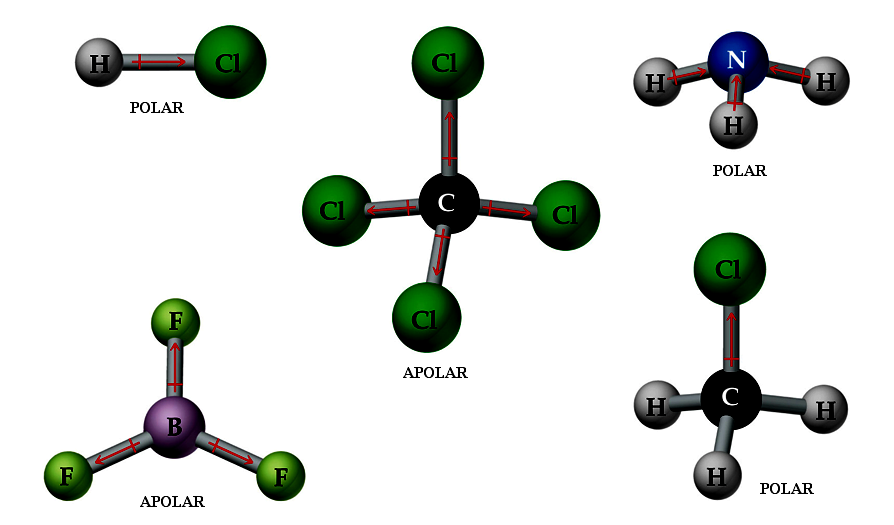 H Cl
POLAR
Cl
Cl C Cl
Cl
APOLAR
N
H H
H
POLAR
F
B
F F
APOLAR
Cl
H C H
H
POLAR